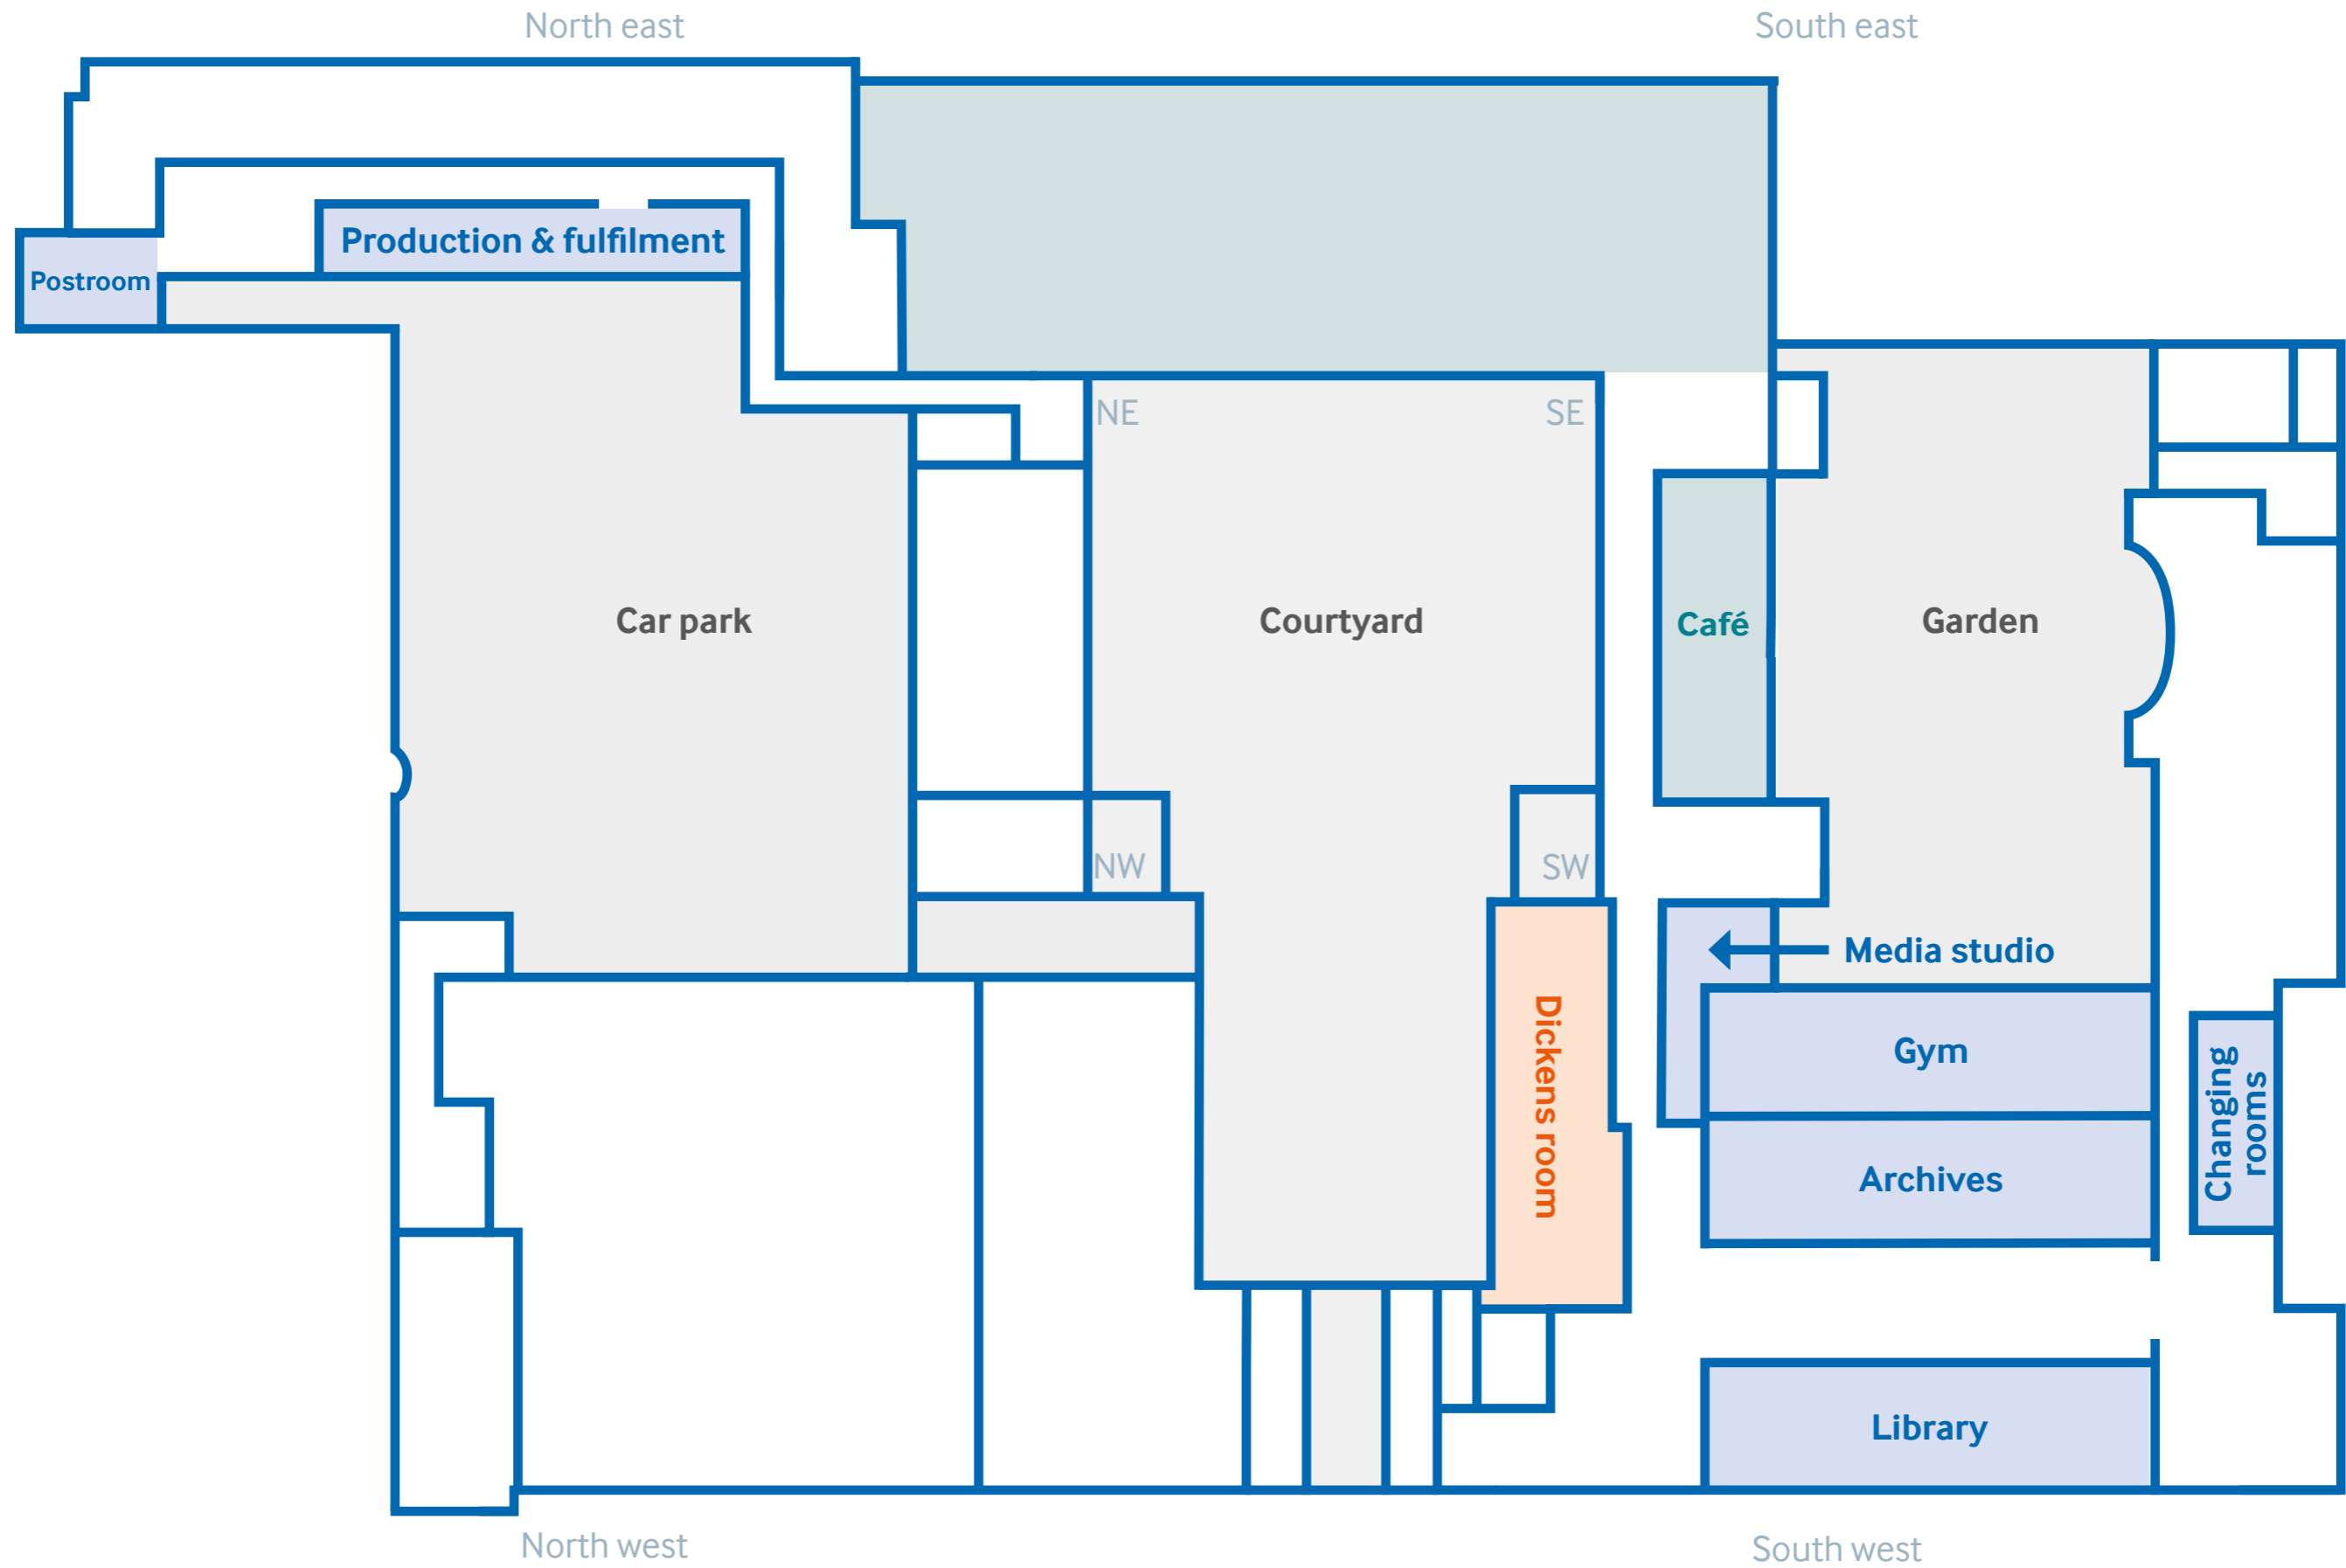 North east
South east
Production & fulfilment
Postroom
NE
SE
Car park
Courtyard
Café
Garden
NW
SW
Media studio
Dickens room
Gym
Changing
rooms
Archives
Library
North west
South west